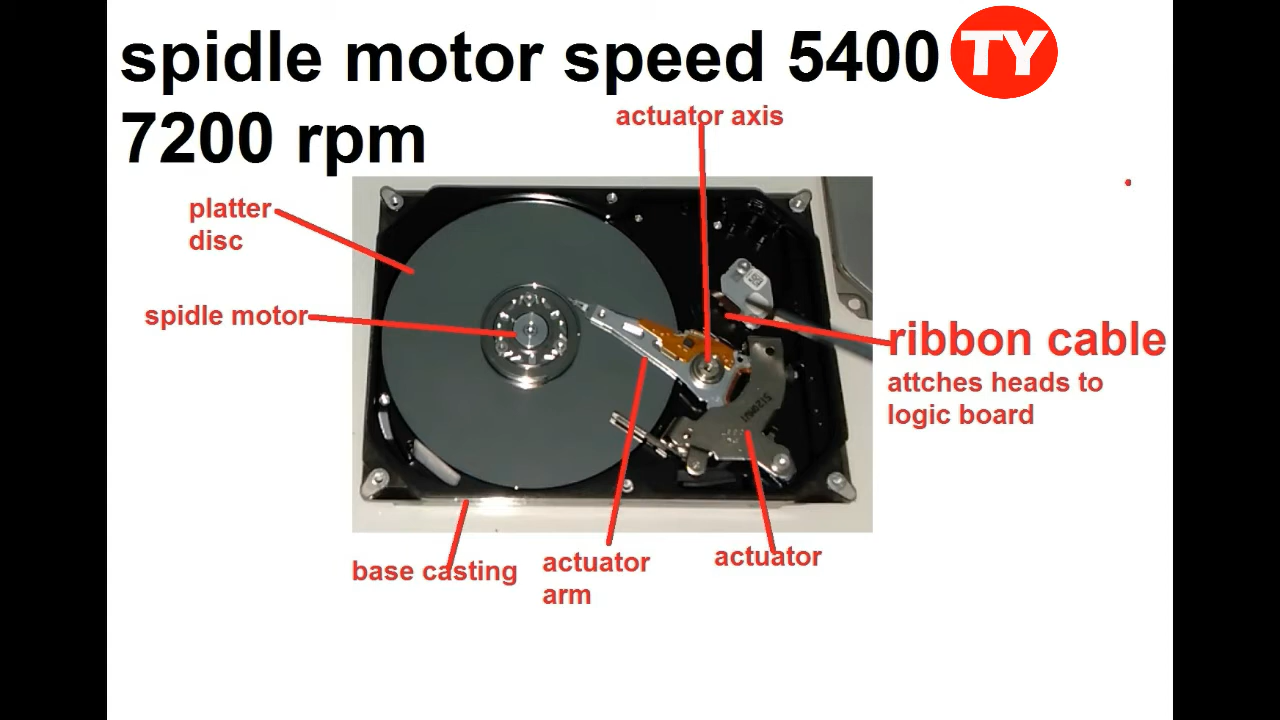 spidle motor speed 5400
TY
7200 rpm
actuator axis
platter
disc
spidle motor
ribbon cable
attches heads to
logic board
base casting
actuator
arm
actuator